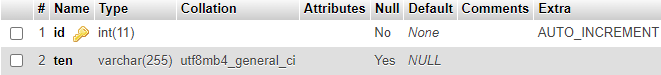 # Name Type Collation Attributes Null Default Comments Extra
1 id int(11) No None AUTO_INCREMENT
2 ten varchar(255) utf8mb4_general_ci Yes NULL